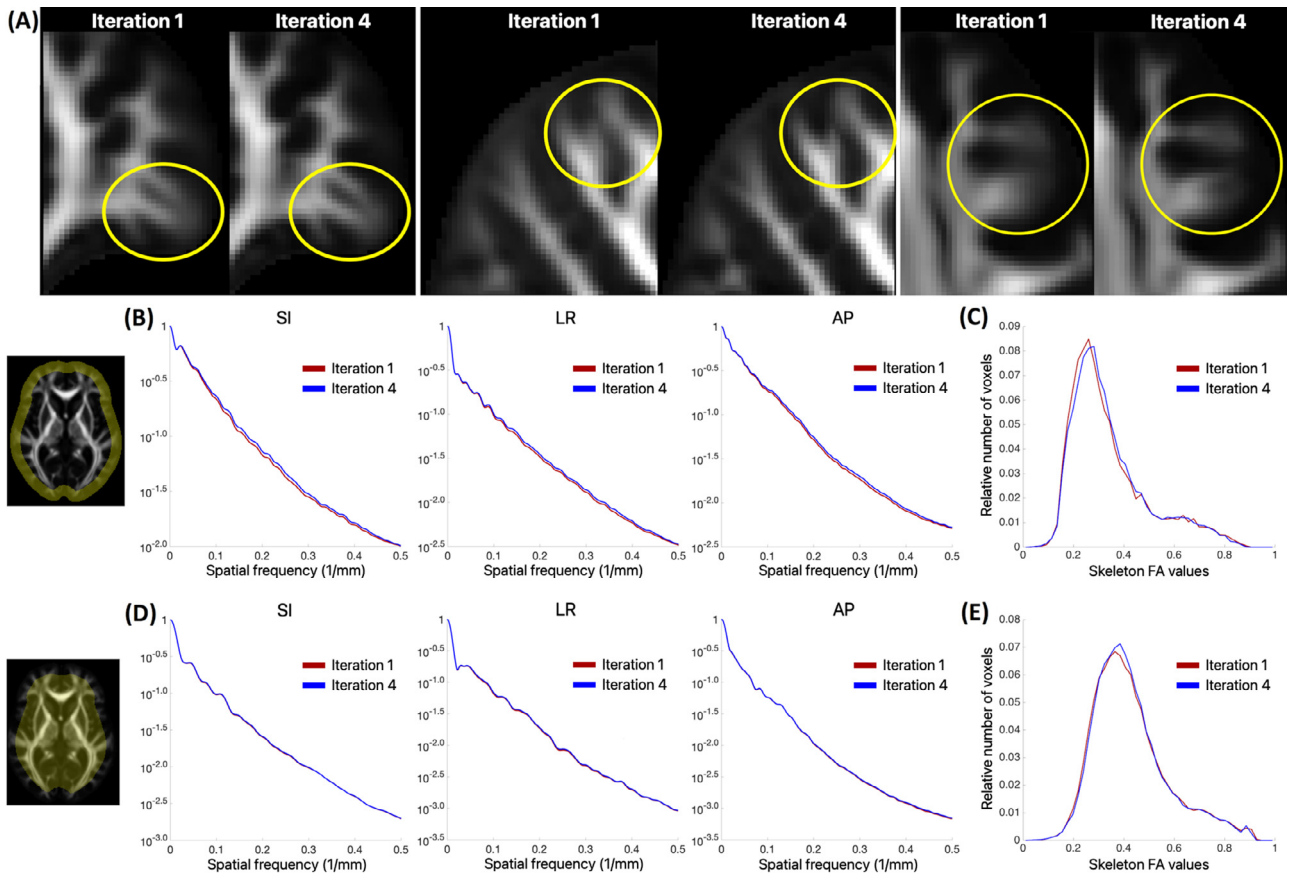 (A)
Iteration 1
Iteration 4
Iteration 1
Iteration 4
Iteration 1
Iteration 4
(B)
SI
1
10^-0.5
10^-1.0
10^-1.5
10^-2.0
0
0.1
0.2
0.3
0.4
0.5
Spatial frequency (1/mm)
Iteration 1
Iteration 4
LR
1
10^-0.5
10^-1.0
10^-1.5
10^-2.0
10^-2.5
0
0.1
0.2
0.3
0.4
0.5
Spatial frequency (1/mm)
Iteration 1
Iteration 4
AP
1
10^-0.5
10^-1.0
10^-1.5
10^-2.0
10^-2.5
0
0.1
0.2
0.3
0.4
0.5
Spatial frequency (1/mm)
Iteration 1
Iteration 4
(C)
Relative number of voxels
0.09
0.08
0.07
0.06
0.05
0.04
0.03
0.02
0.01
0
0
0.2
0.4
0.6
0.8
1
Skeleton FA values
Iteration 1
Iteration 4
(D)
SI
1
10^-0.5
10^-1.0
10^-1.5
10^-2.0
10^-2.5
10^-3.0
0
0.1
0.2
0.3
0.4
0.5
Spatial frequency (1/mm)
Iteration 1
Iteration 4
LR
1
10^-0.5
10^-1.0
10^-1.5
10^-2.0
10^-2.5
10^-3.0
10^-3.5
0
0.1
0.2
0.3
0.4
0.5
Spatial frequency (1/mm)
Iteration 1
Iteration 4
AP
1
10^-0.5
10^-1.0
10^-1.5
10^-2.0
10^-2.5
10^-3.0
10^-3.5
0
0.1
0.2
0.3
0.4
0.5
Spatial frequency (1/mm)
Iteration 1
Iteration 4
(E)
Relative number of voxels
0.08
0.07
0.06
0.05
0.04
0.03
0.02
0.01
0
0
0.2
0.4
0.6
0.8
1
Skeleton FA values
Iteration 1
Iteration 4